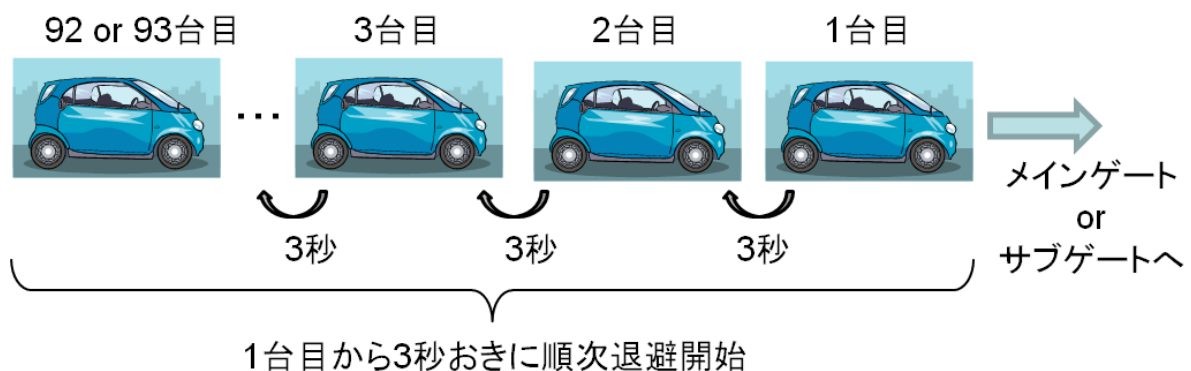 92 or 93台目
3台目
2台目
1台目
…
3秒
3秒
3秒
メインゲート
or
サブゲートへ
1台目から3秒おきに順次退避開始